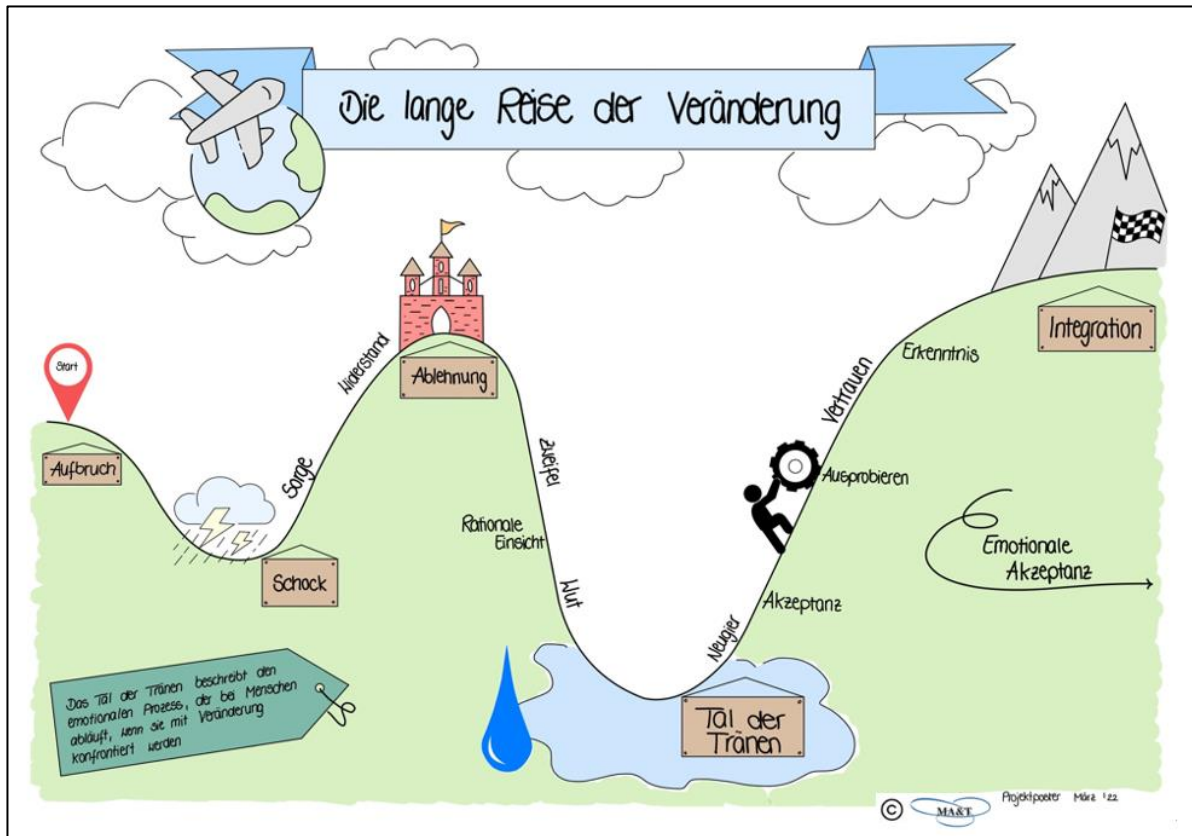 Die lange Reise der Veränderung
Start
Aufbruch
Schock
Sorge
Widerstand
Ablehnung
Zweifel
Rationale
Einsicht
Wut
Tal der
Tränen
Neugier
Akzeptanz
Ausprobieren
Vertrauen
Erkenntnis
Integration
Emotionale
Akzeptanz
Das Tal der Tränen beschreibt den
emotionalen Prozess, der bei Menschen
abläuft, wenn sie mit Veränderung
konfrontiert werden
© MA&T
Projektposter März '22